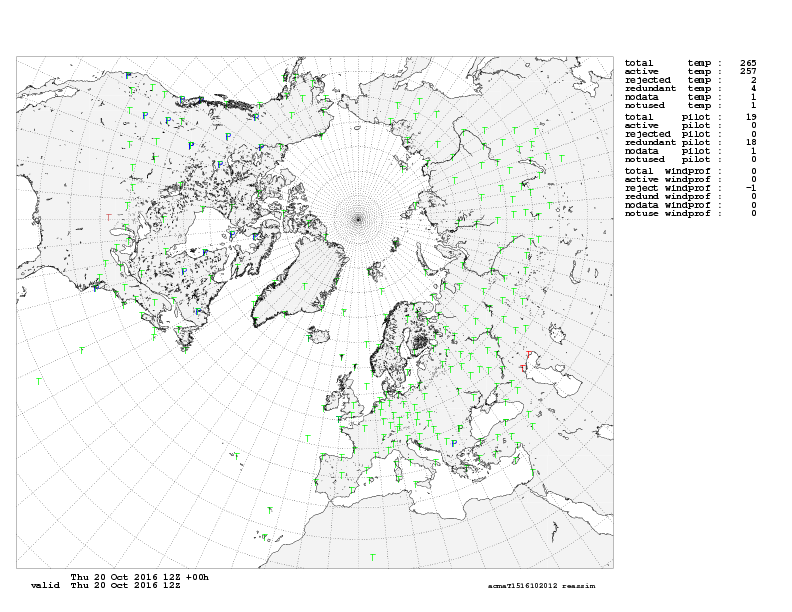 total temp : 265
active temp : 257
rejected temp : 2
redundant temp : 4
nodata temp : 1
notused temp : 1
total pilot : 19
active pilot : 0
rejected pilot : 0
redundant pilot : 18
nodata pilot : 1
notused pilot : 0
total windprof : 0
active windprof : 0
reject windprof : -1
redund windprof : 0
nodata windprof : 0
notuse windprof : 0
Thu 20 Oct 2016 12Z +00h
valid Thu 20 Oct 2016 12Z
acmaT1516102012 reassim